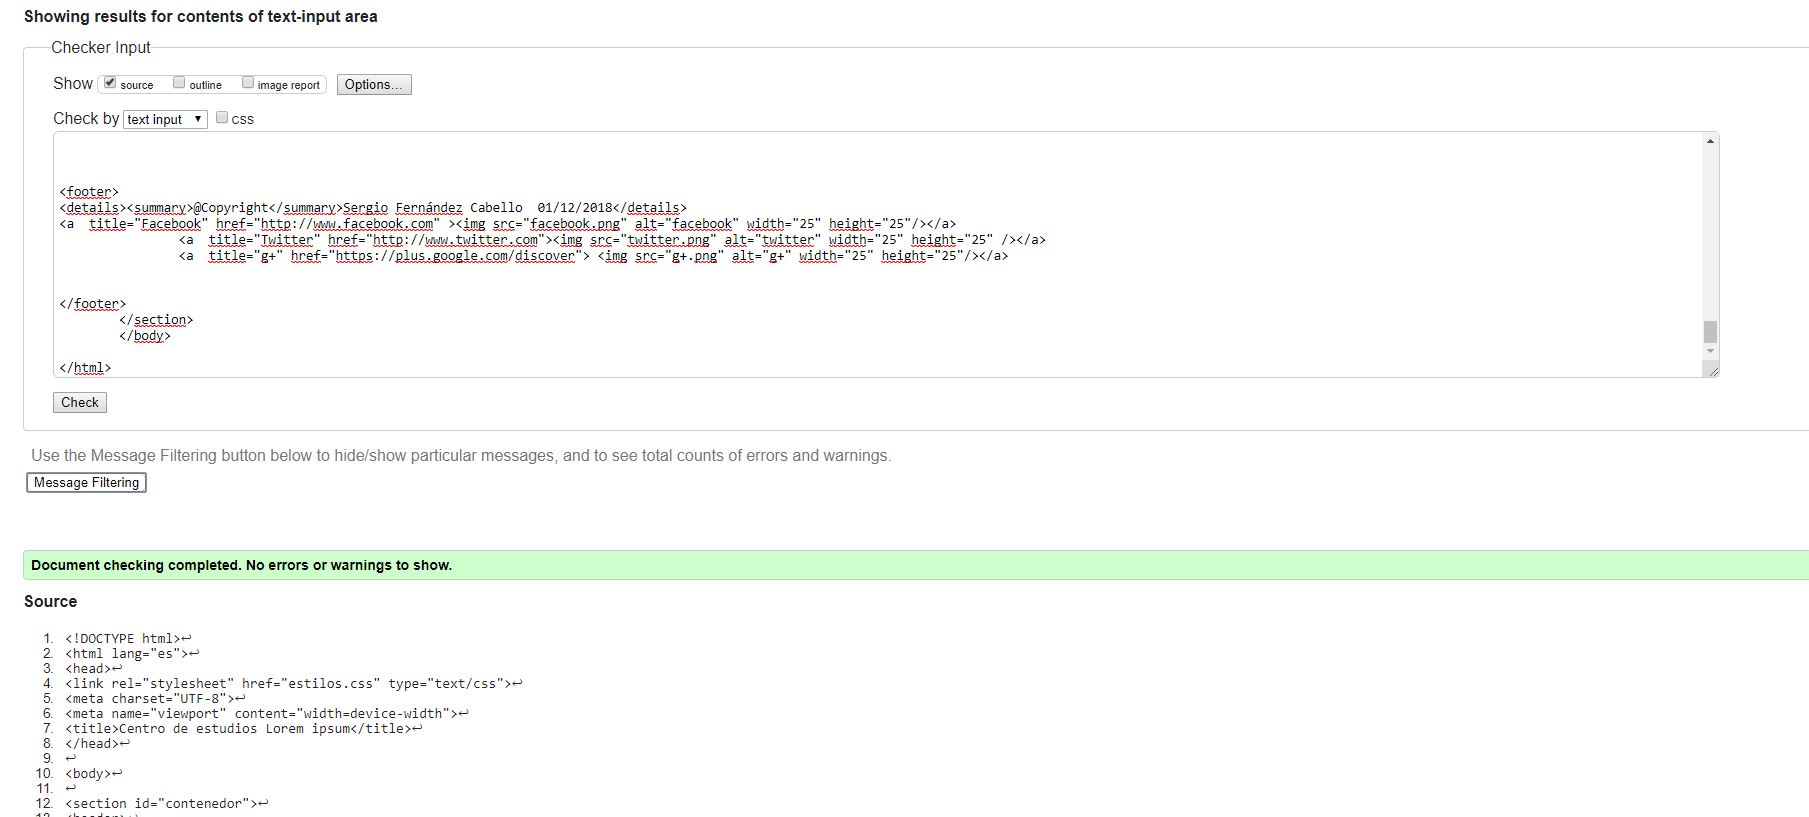 Showing results for contents of text-input area
Checker Input
Show source outline image report Options...
Check by text input css
<footer>
<details><summary>@Copyright</summary>Sergio Fernández Cabello  01/12/2018</details>
<a  title="Facebook" href="http://www.facebook.com" ><img src="facebook.png" alt="facebook" width="25" height="25"/></a>
<a  title="Twitter" href="http://www.twitter.com"><img src="twitter.png" alt="twitter" width="25" height="25" /></a>
<a  title="g+" href="https://plus.google.com/discover"> <img src="g+.png" alt="g+" width="25" height="25"/></a>
</footer>
</section>
</body>
</html>
Check
Use the Message Filtering button below to hide/show particular messages, and to see total counts of errors and warnings.
Message Filtering
Document checking completed. No errors or warnings to show.
Source
1. <!DOCTYPE html>↩
2. <html lang="es">↩
3. <head>↩
4. <link rel="stylesheet" href="estilos.css" type="text/css">↩
5. <meta charset="UTF-8">↩
6. <meta name="viewport" content="width=device-width">↩
7. <title>Centro de estudios Lorem ipsum</title>↩
8. </head>↩
9. ↩
10. <body>↩
11. ↩
12. <section id="contenedor">↩
13. <header>↩